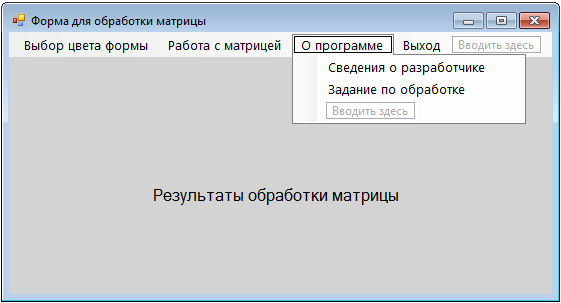 Форма для обработки матрицы
Выбор цвета формы Работа с матрицей О программе Выход Вводить здесь
Сведения о разработчике
Задание по обработке
Вводить здесь
Результаты обработки матрицы